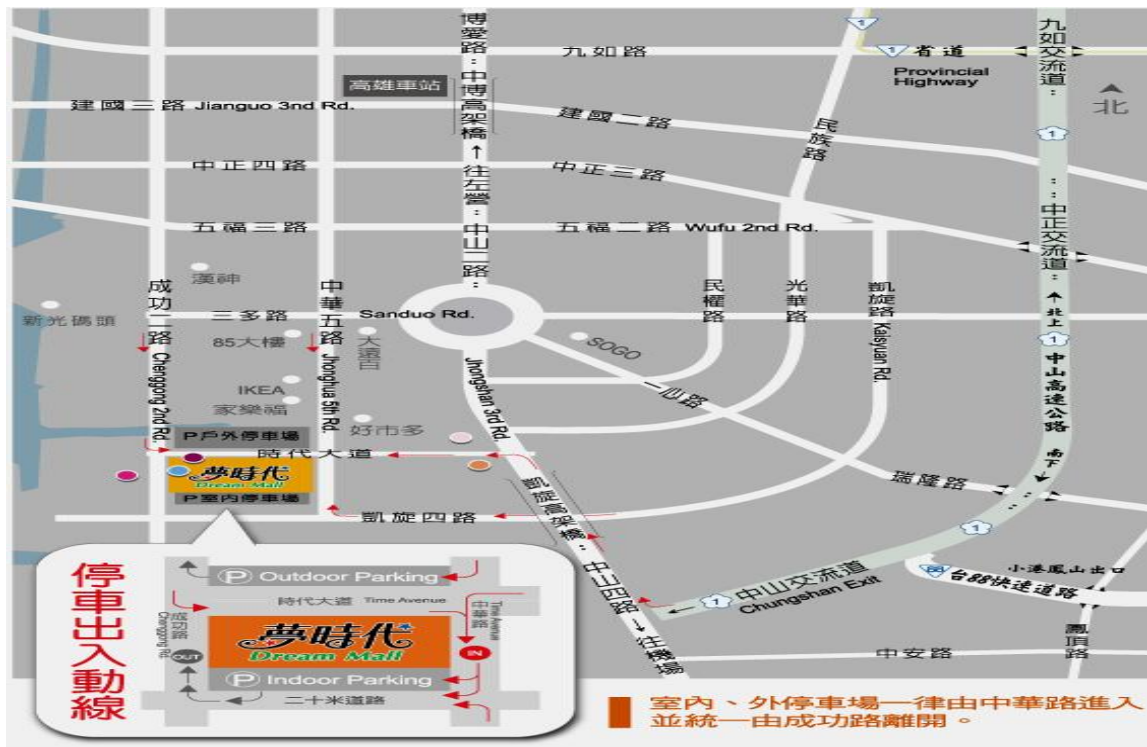 九如路
1
1 省道
Provincial
Highway
九如交流道
1
北
博愛路
中博高架橋
高雄車站
建國三路 Jianguo 3nd Rd.
建國二路
民族路
中正四路
中正三路
往左營
中山二路
中正交流道
五福三路
五福二路 Wufu 2nd Rd.
漢神
成功二路 Chenggong 2nd Rd.
中華五路 Jhonghua 5th Rd.
民權路
光華路
凱旋路 Kaisyuan Rd.
北上
新光碼頭
三多路 Sanduo Rd.
85大樓
大遠百
SOGO
1
中山高速公路
IKEA
家樂福
Jhongshan 3rd Rd.
一心路
好市多
P戶外停車場
時代大道
夢時代
Dream Mall
P室內停車場
南下
瑞隆路
凱旋四路
凱旋高架橋
中山四路
往機場
1
1 中山交流道
Chungshan Exit
小港鳳山出口
88 台88快速道路
中安路
鳳頂路
停車出入動線
P Outdoor Parking
時代大道 Time Avenue
成功路
Chenggong Rd.
中華路
Time Avenue
夢時代
Dream Mall
OUT
IN
P Indoor Parking
二十米道路
室內、外停車場一律由中華路進入
並統一由成功路離開。